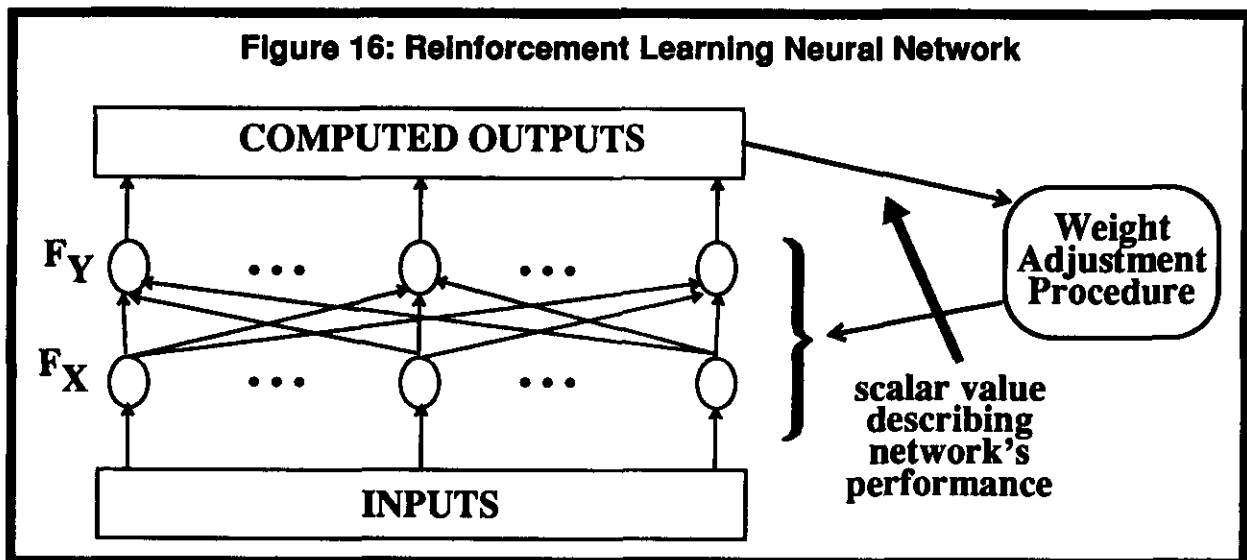 Figure 16: Reinforcement Learning Neural Network
COMPUTED OUTPUTS
Weight
Adjustment
Procedure
FY
• • •
• • •
FX
• • •
• • •
scalar value
describing
network's
performance
INPUTS